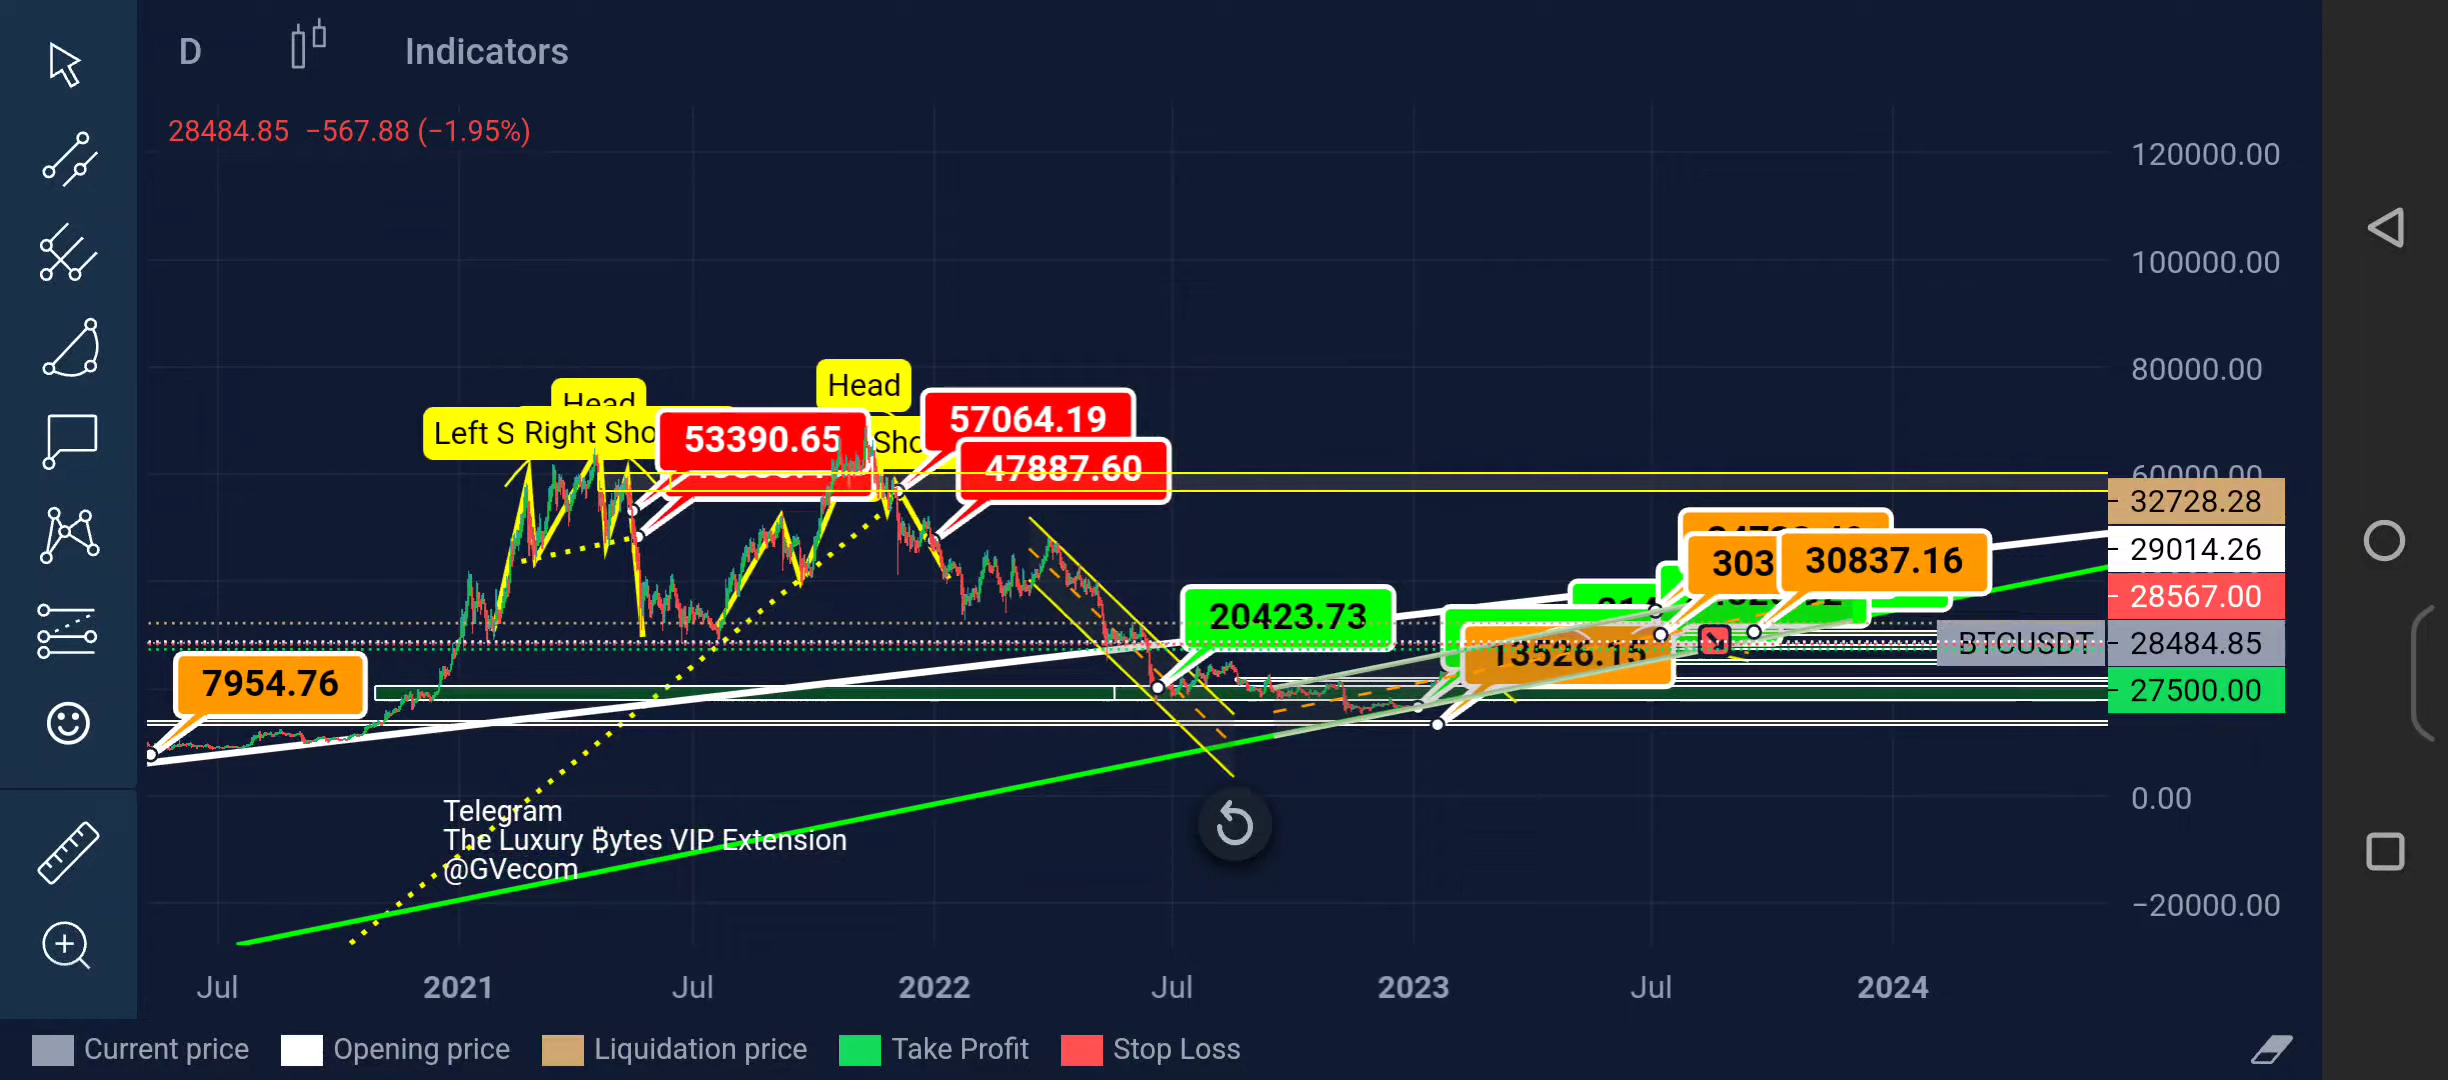 D Indicators
28484.85 −567.88 (−1.95%)
120000.00
100000.00
80000.00
60000.00
Head
Head
Left S
Right Sho
53390.65
Sho
57064.19
47887.60
32728.28
29014.26
28567.00
BTCUSDT 28484.85
27500.00
303
30837.16
20423.73
13526.15
7954.76
0.00
−20000.00
Telegram
The Luxury ₿ytes VIP Extension
@GVecom
Jul 2021 Jul 2022 Jul 2023 Jul 2024
Current price Opening price Liquidation price Take Profit Stop Loss